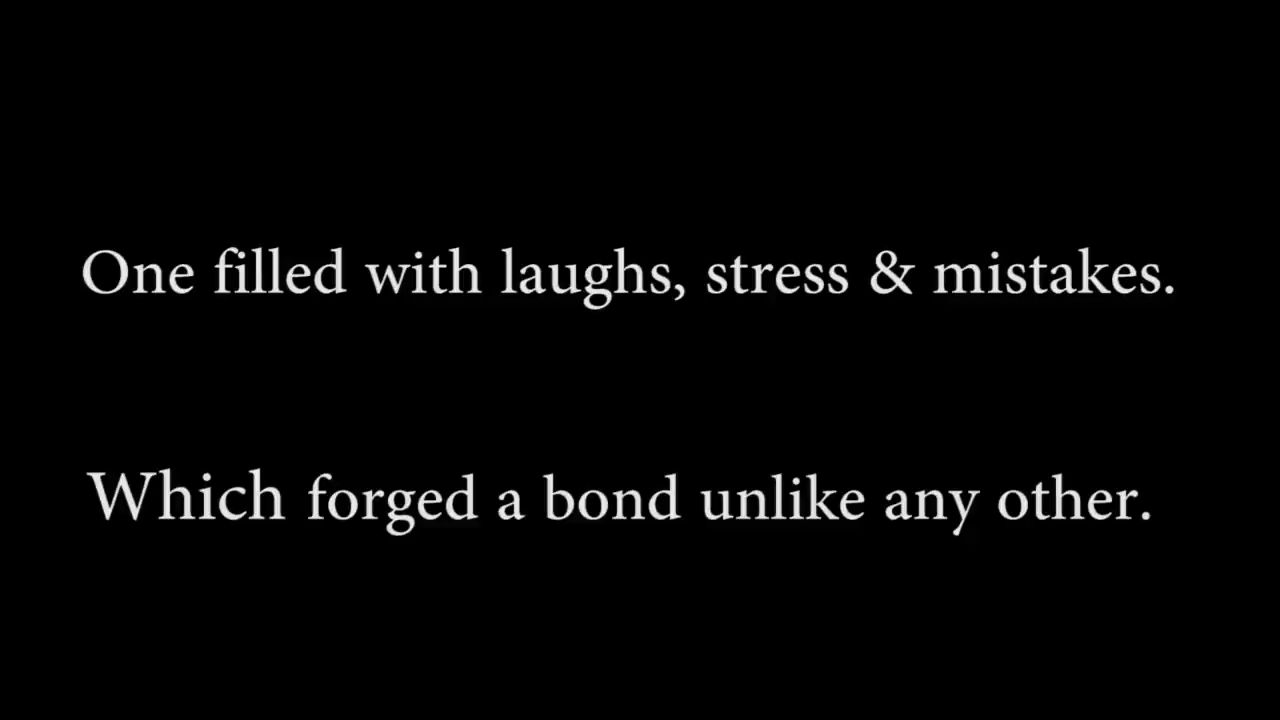 One filled with laughs, stress & mistakes.
Which forged a bond unlike any other.